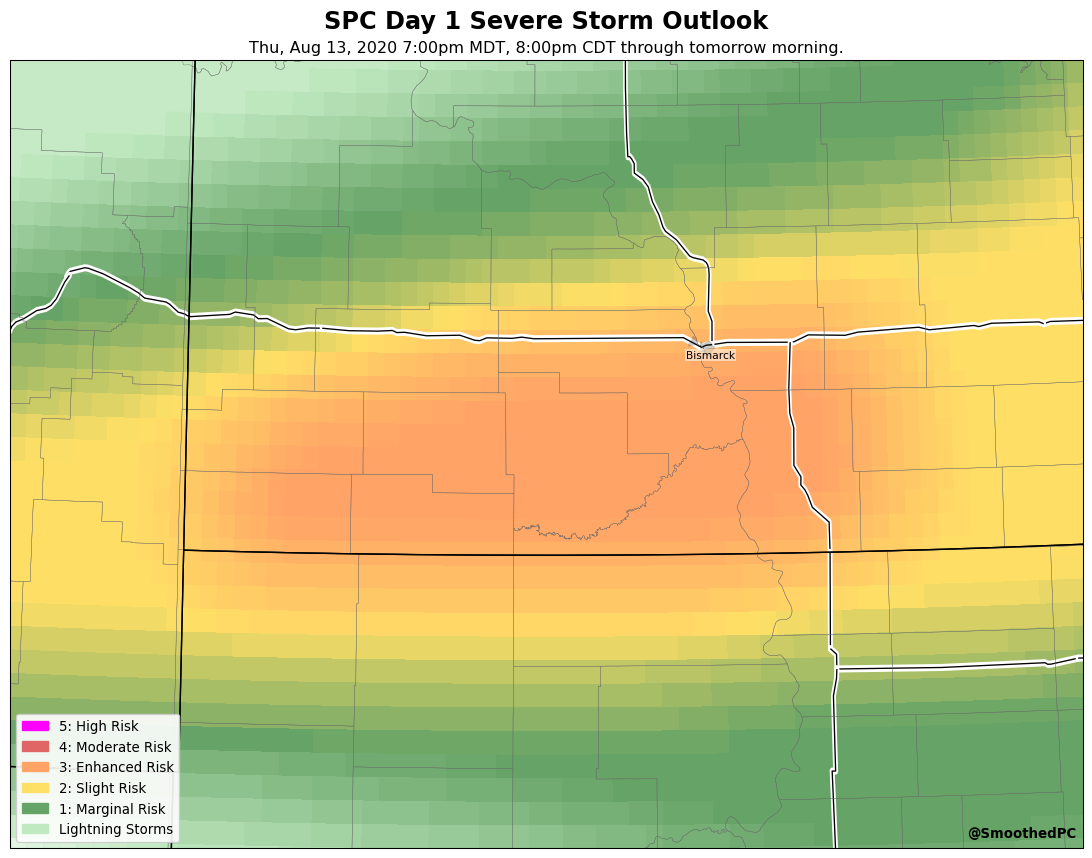 SPC Day 1 Severe Storm Outlook
Thu, Aug 13, 2020 7:00pm MDT, 8:00pm CDT through tomorrow morning.
Bismarck
5: High Risk
4: Moderate Risk
3: Enhanced Risk
2: Slight Risk
1: Marginal Risk
Lightning Storms
@SmoothedPC